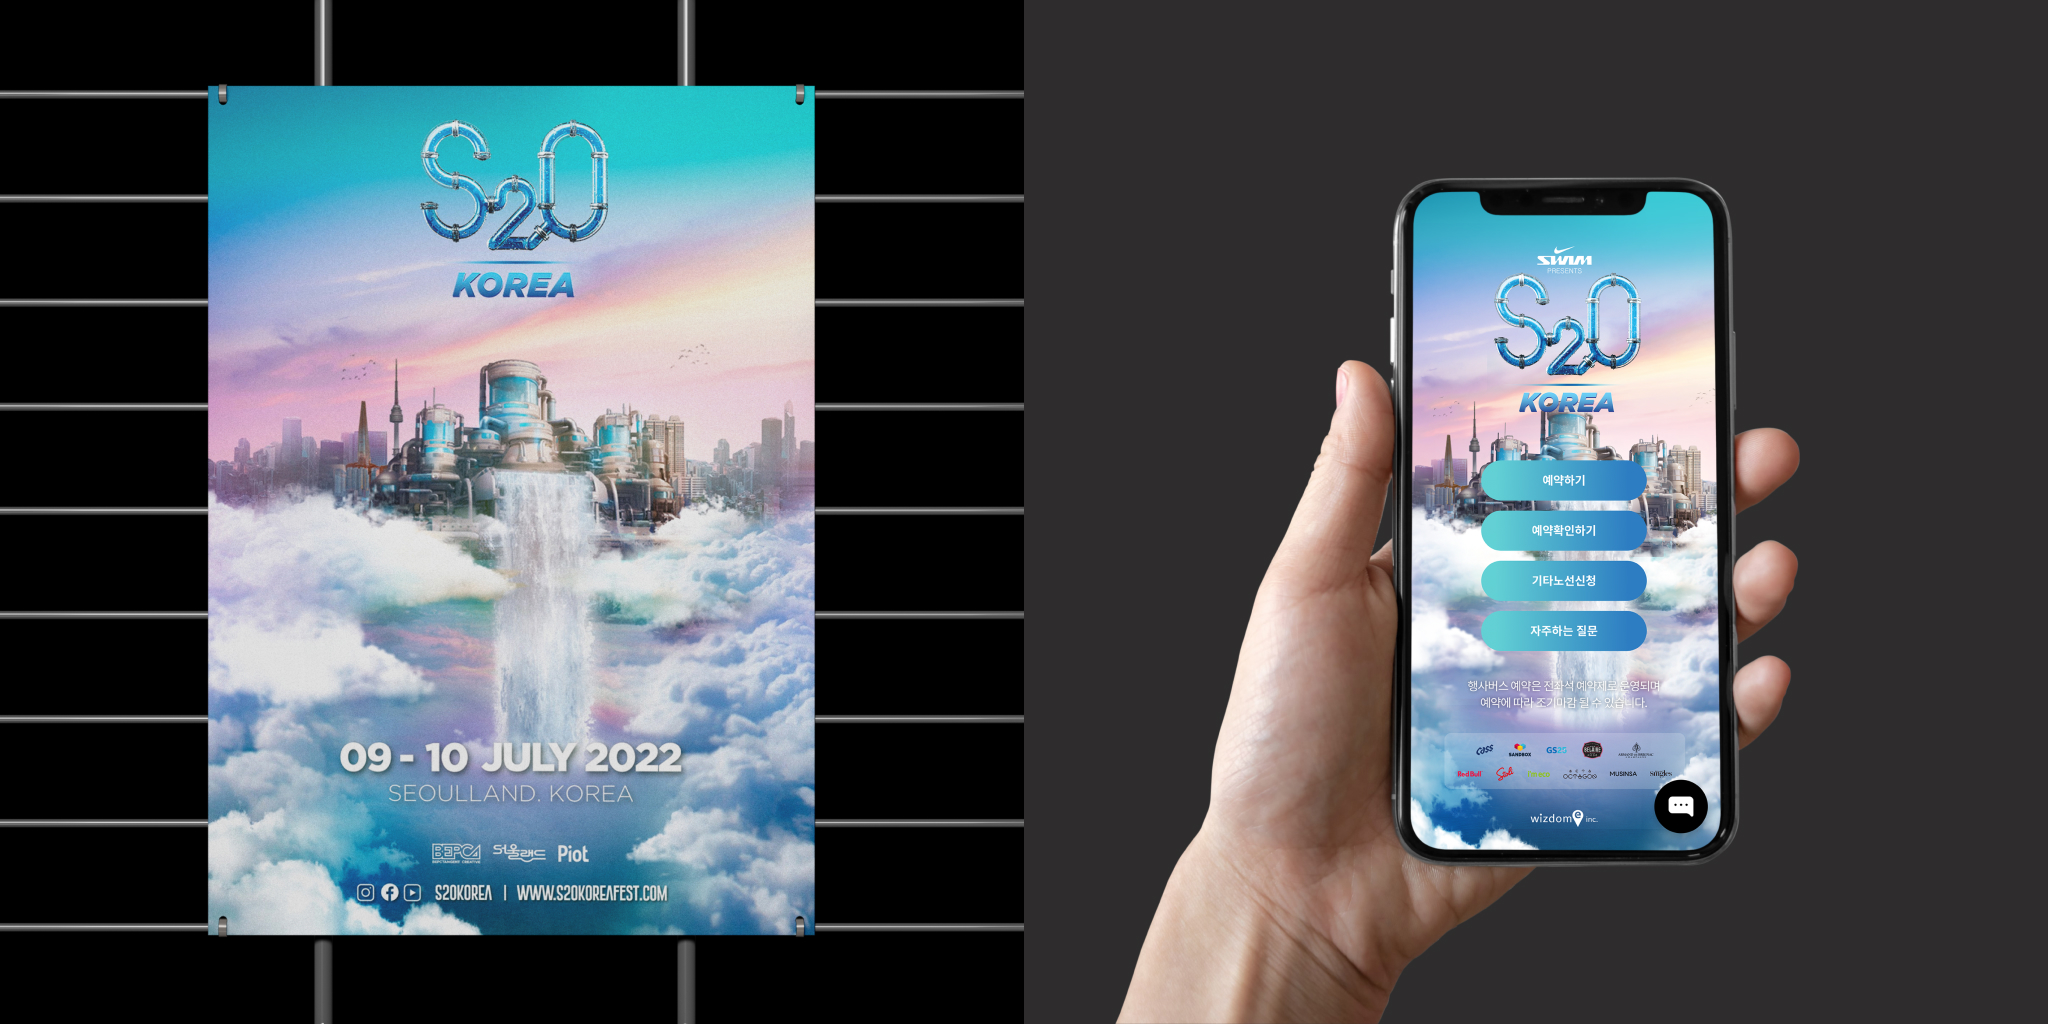 S2O
KOREA
09 - 10 JULY 2022
SEOULLAND. KOREA
BEPC4
서울랜드
Piot
S2OKOREA | WWW.S2OKOREAFEST.COM
SWIM
PRESENTS
S2O
KOREA
예약하기
예약확인하기
기타노선신청
자주하는 질문
행사버스 예약은 전좌석 예약제로 운영되며
예약에 따라 조기마감 될 수 있습니다.
Cass SANDBOX GS25
RedBull OCTAGON MUSINSA Singles
wizdome inc.